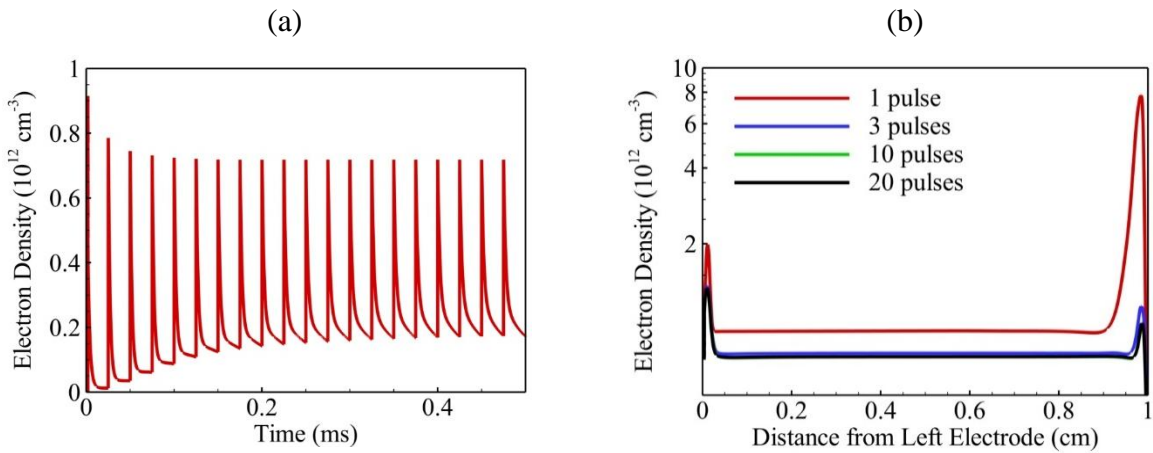 (a)
(b)
Electron Density (10¹² cm⁻³)
1
0.8
0.6
0.4
0.2
0
0 0.2 0.4
Time (ms)
Electron Density (10¹² cm⁻³)
10
8
6
4
2
1 pulse
3 pulses
10 pulses
20 pulses
0 0.2 0.4 0.6 0.8 1
Distance from Left Electrode (cm)